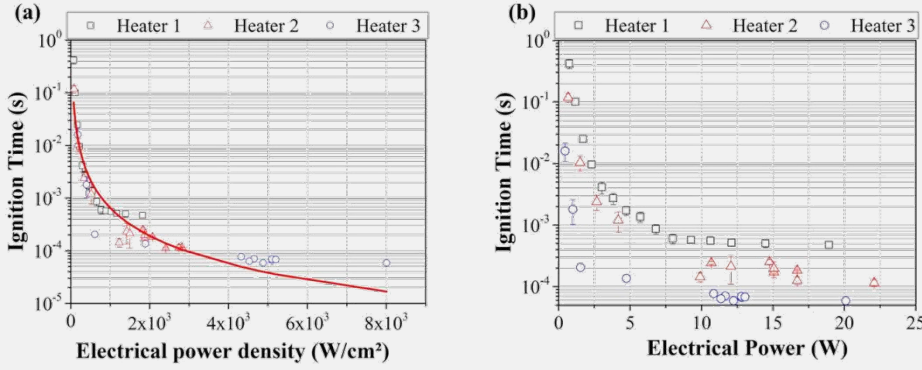 (a)
Heater 1 Heater 2 Heater 3
10⁰
10⁻¹
10⁻²
10⁻³
10⁻⁴
10⁻⁵
Ignition Time (s)
0 2x10³ 4x10³ 6x10³ 8x10³
Electrical power density (W/cm²)
(b)
Heater 1 Heater 2 Heater 3
10⁰
10⁻¹
10⁻²
10⁻³
10⁻⁴
Ignition Time (s)
0 5 10 15 20 25
Electrical Power (W)